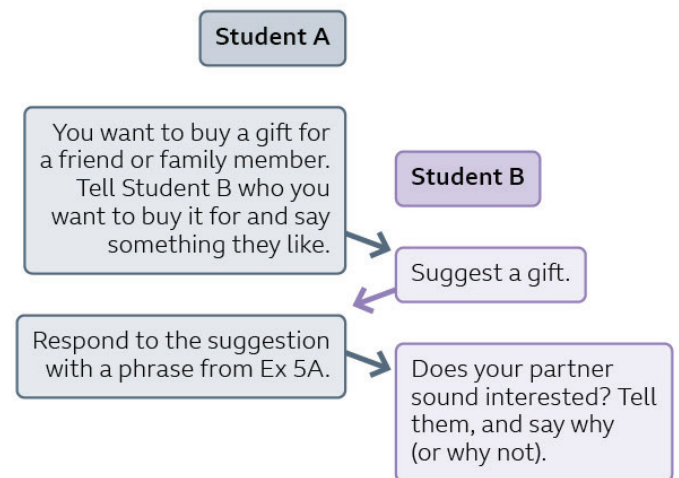 Student A
You want to buy a gift for
a friend or family member.
Tell Student B who you
want to buy it for and say
something they like.
Student B
Suggest a gift.
Respond to the suggestion
with a phrase from Ex 5A.
Does your partner
sound interested? Tell
them, and say why
(or why not).